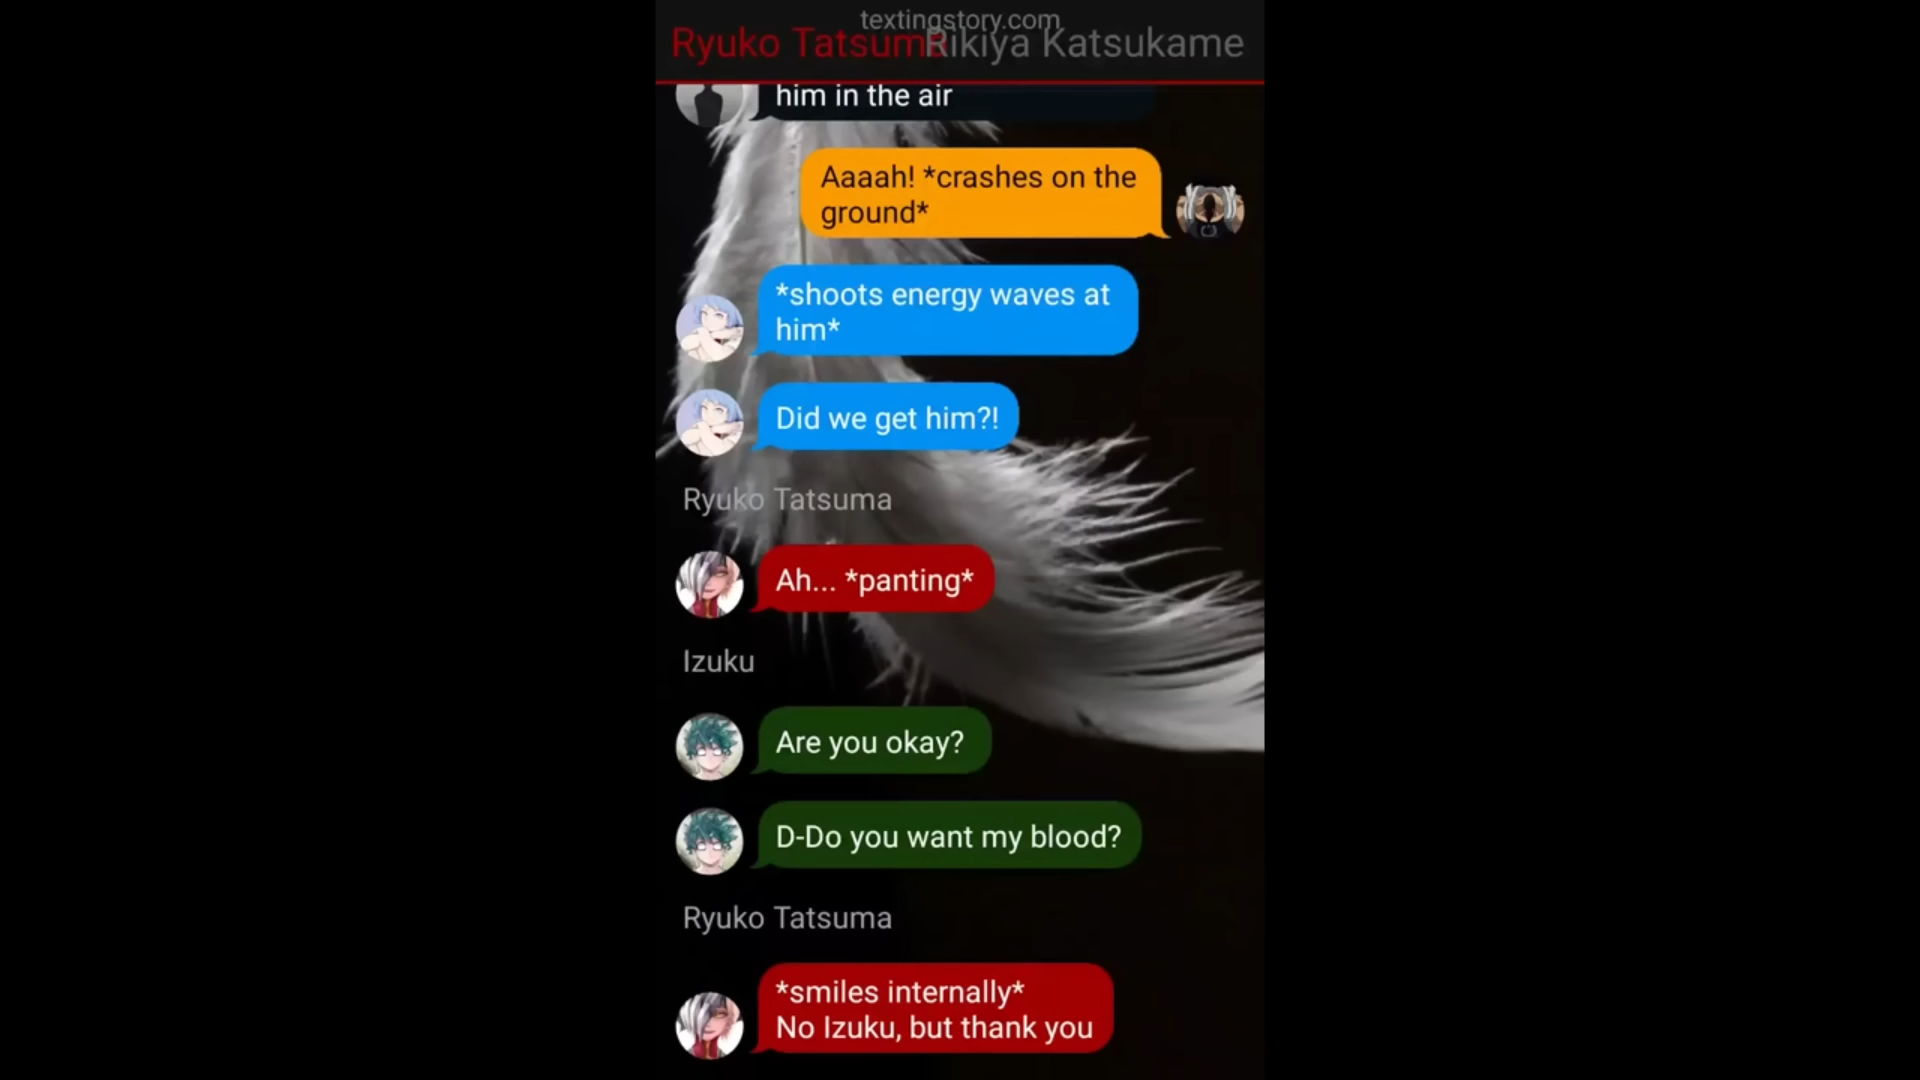 textingstory.com
Ryuko Tatsuma
Rikiya Katsukame
him in the air
Aaaah! *crashes on the
ground*
*shoots energy waves at
him*
Did we get him?!
Ryuko Tatsuma
Ah... *panting*
Izuku
Are you okay?
D-Do you want my blood?
Ryuko Tatsuma
*smiles internally*
No Izuku, but thank you